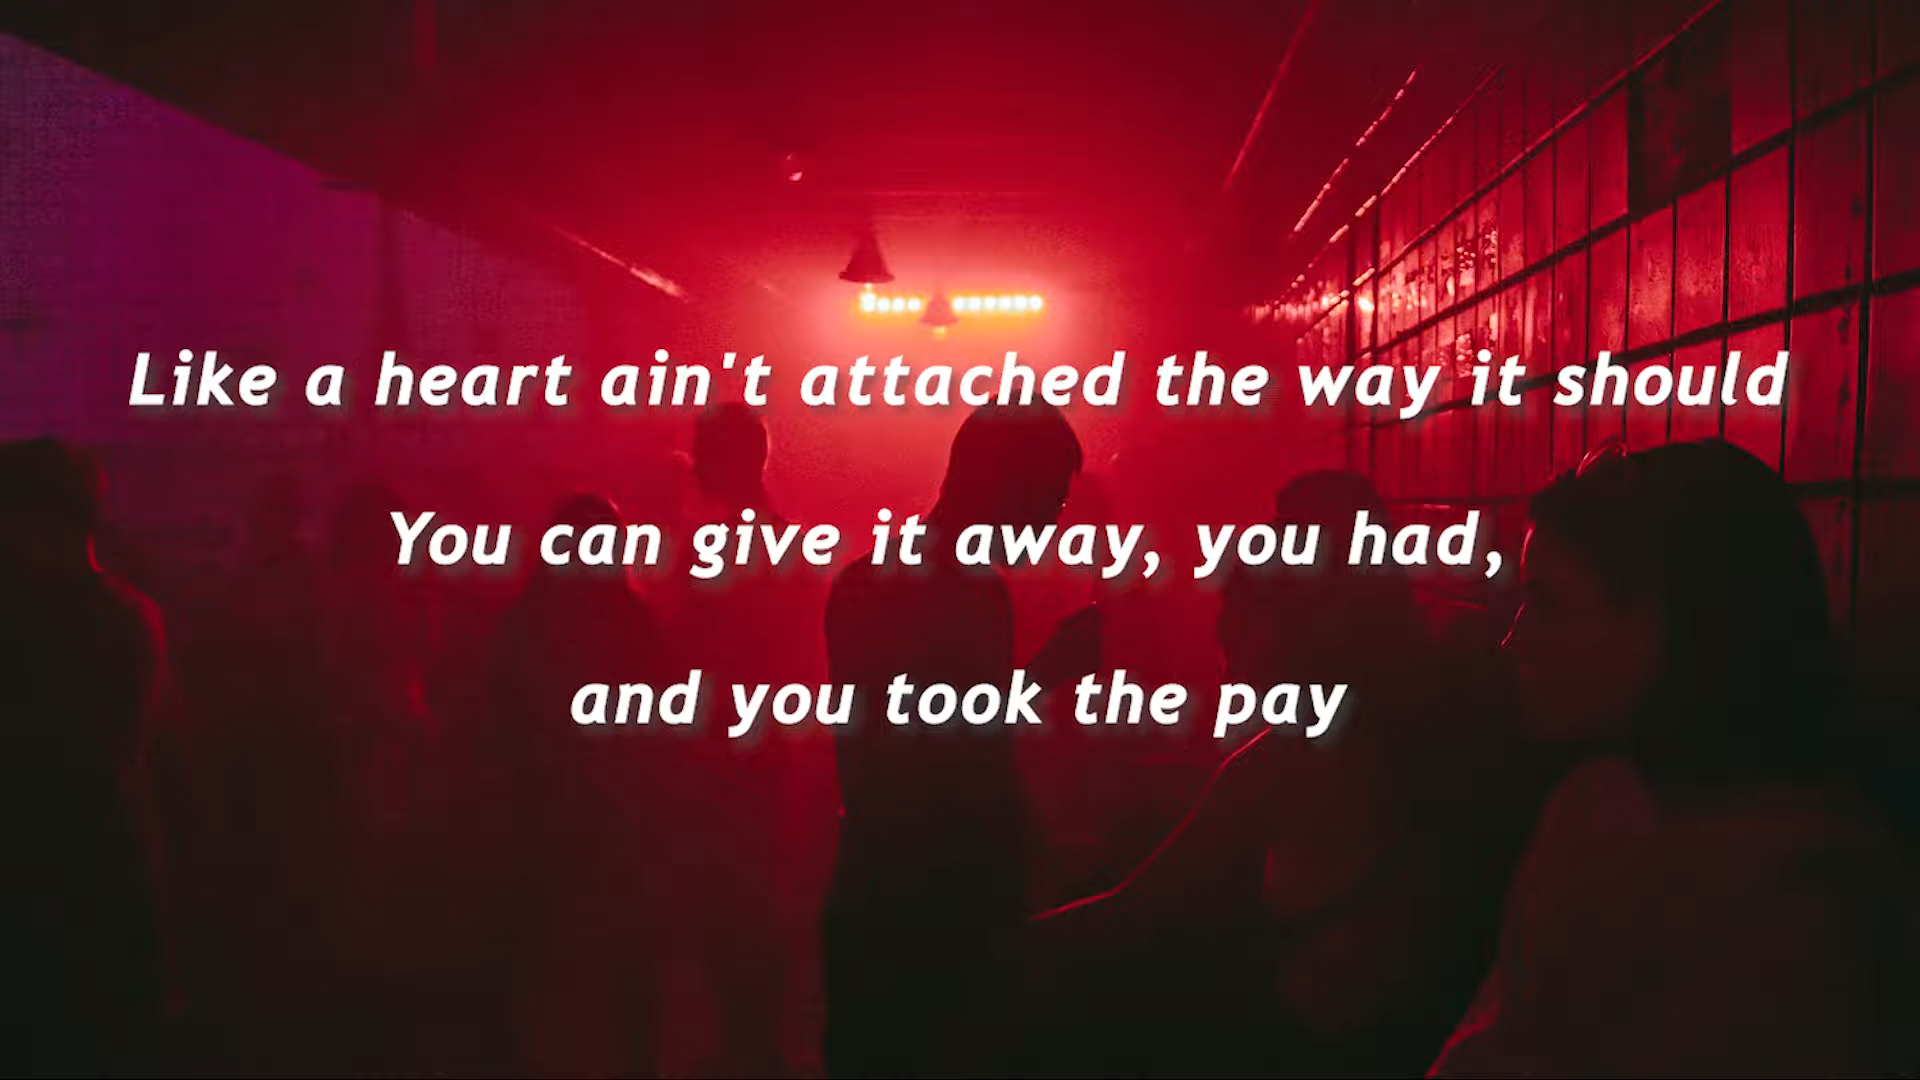 Like a heart ain't attached the way it should
You can give it away, you had,
and you took the pay